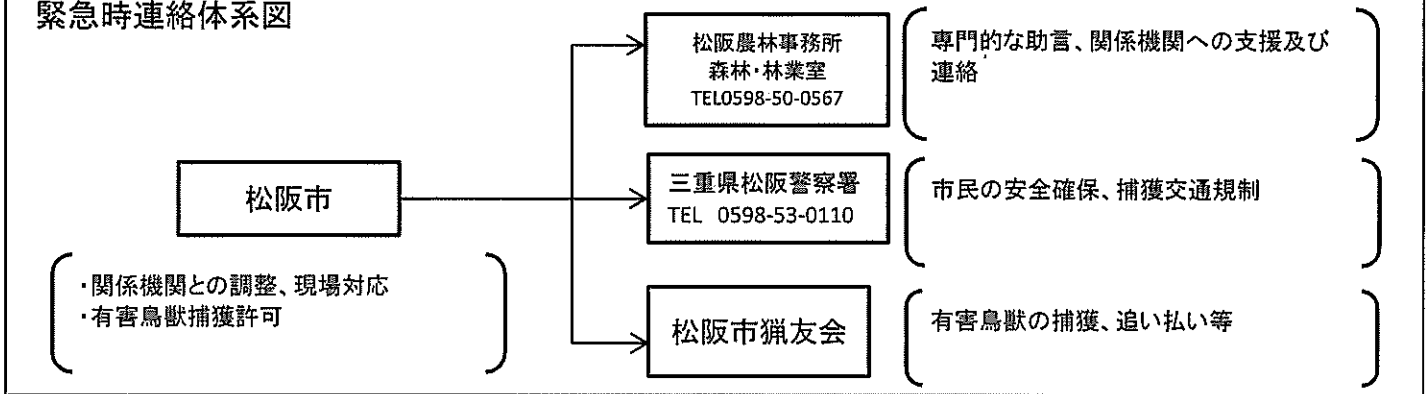 緊急時連絡体系図
松阪農林事務所
森林・林業室
TEL0598-50-0567
専門的な助言、関係機関への支援及び
連絡
松阪市
・関係機関との調整、現場対応
・有害鳥獣捕獲許可
三重県松阪警察署
TEL 0598-53-0110
市民の安全確保、捕獲交通規制
松阪市猟友会
有害鳥獣の捕獲、追い払い等